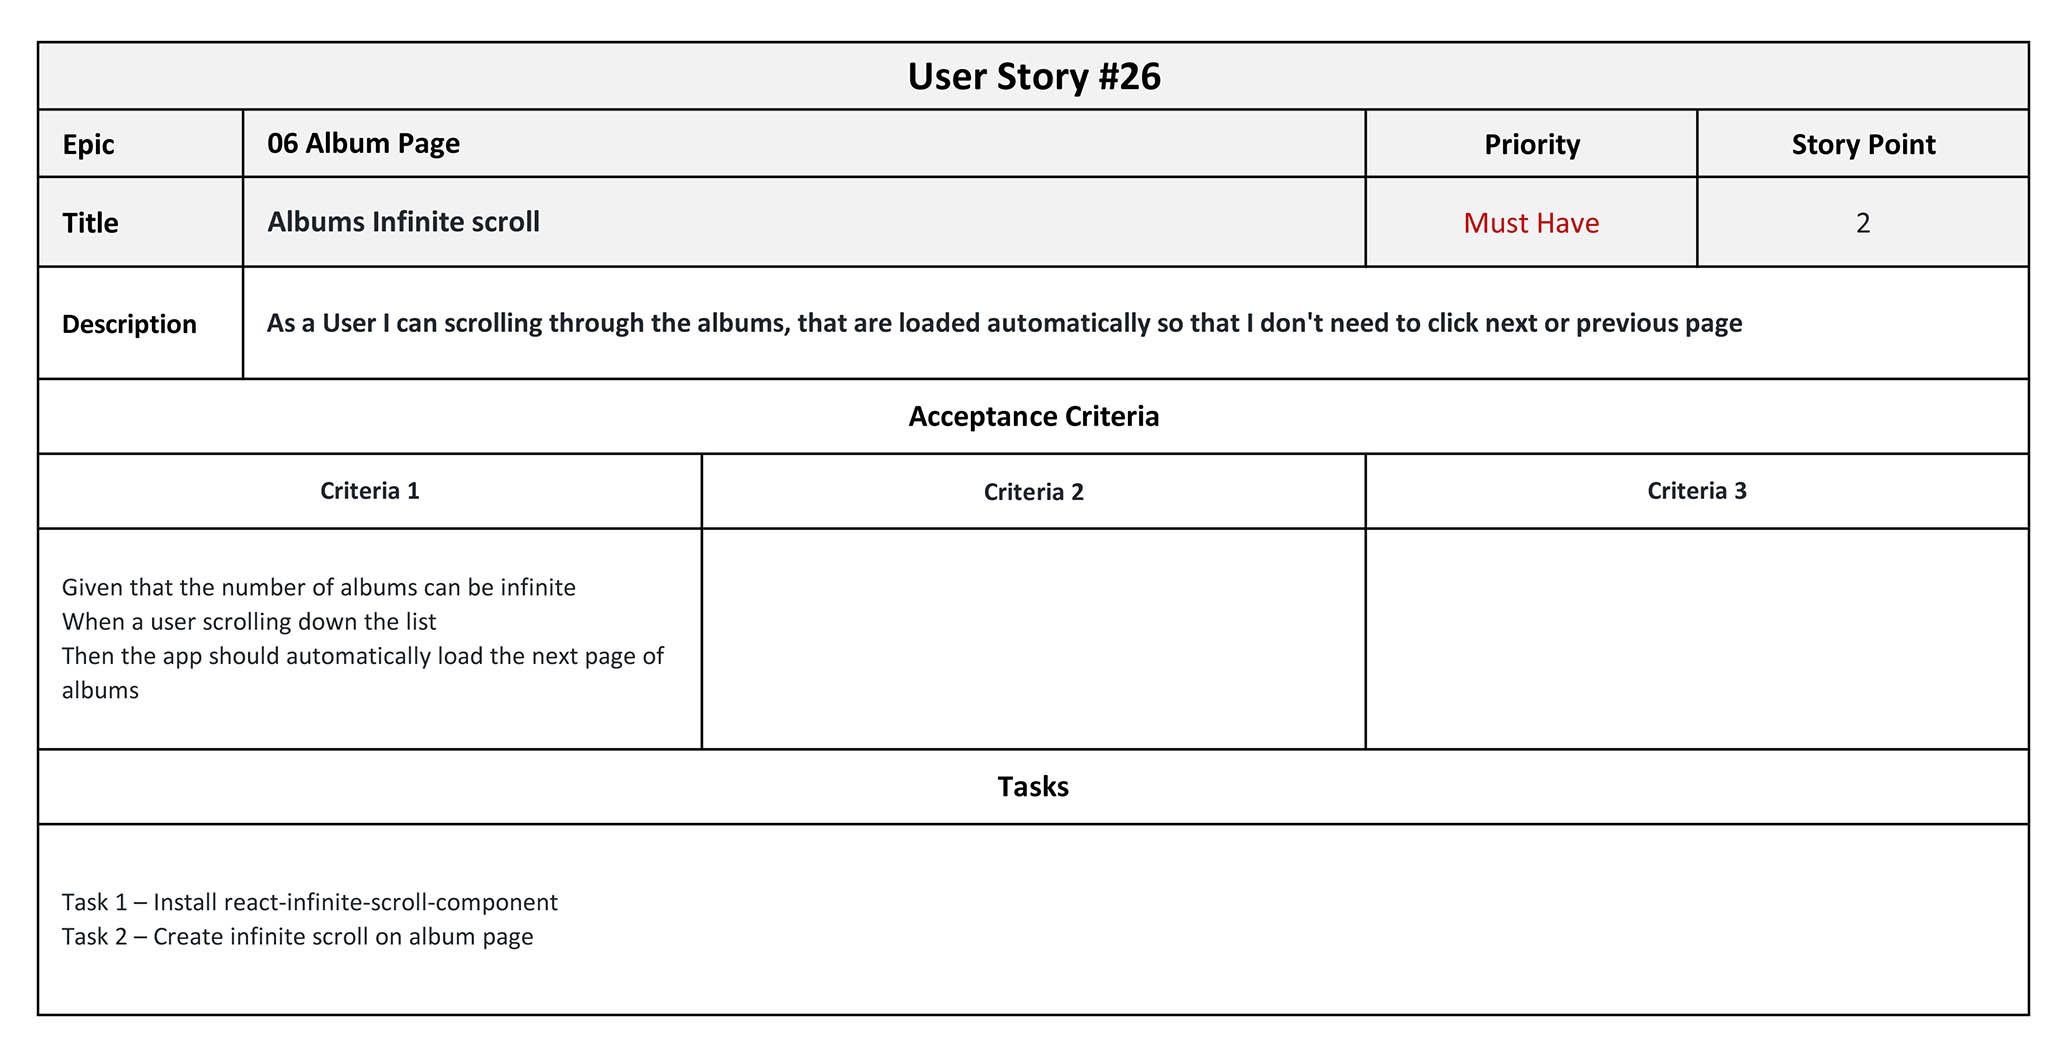 User Story #26
Epic
06 Album Page
Priority
Story Point
Title
Albums Infinite scroll
Must Have
2
Description
As a User I can scrolling through the albums, that are loaded automatically so that I don't need to click next or previous page
Acceptance Criteria
Criteria 1
Criteria 2
Criteria 3
Given that the number of albums can be infinite
When a user scrolling down the list
Then the app should automatically load the next page of
albums
Tasks
Task 1 – Install react-infinite-scroll-component
Task 2 – Create infinite scroll on album page